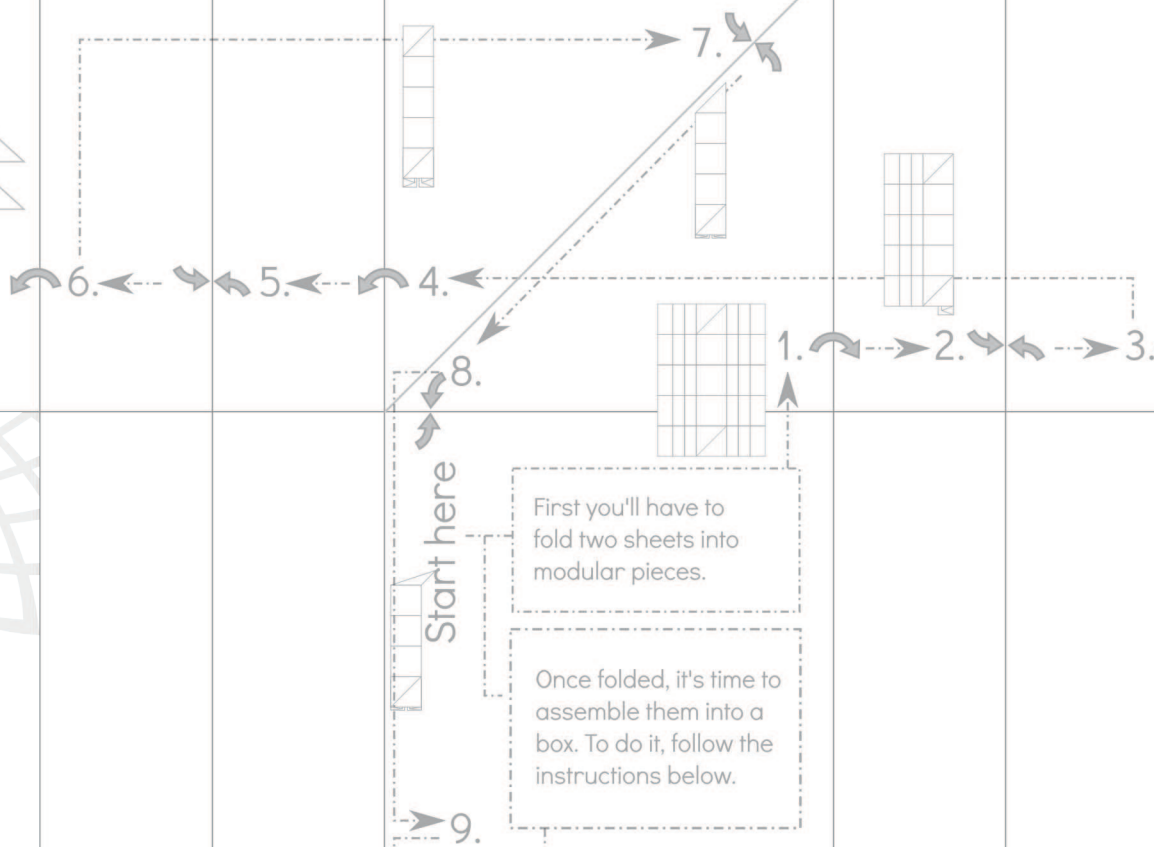 7.
6.
5.
4.
1.
2.
3.
8.
Start here
First you'll have to
fold two sheets into
modular pieces.
Once folded, it's time to
assemble them into a
box. To do it, follow the
instructions below.
9.